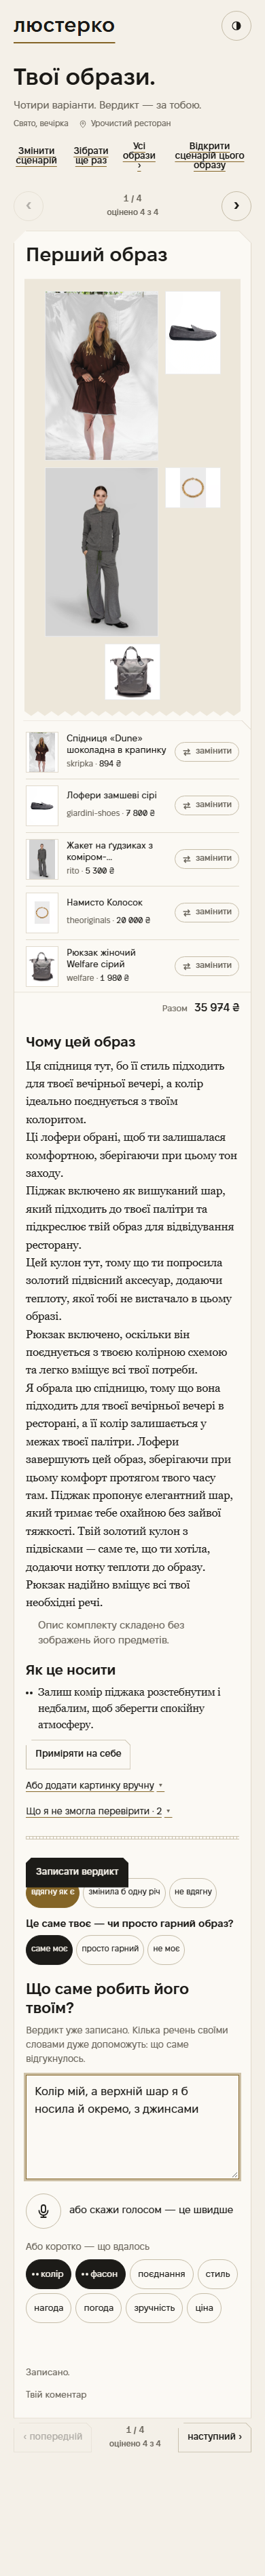 люстерко
Твої образи.
Чотири варіанти. Вердикт — за тобою.
Свято, вечірка Урочистий ресторан
Змінити
сценарій
Зібрати
ще раз
Усі
образи
›
Відкрити
сценарій цього
образу
‹
1 / 4
оцінено 4 з 4
›
Перший образ
Спідниця «Dune»
шоколадна в крапинку
skripka · 894 ₴
⇄ замінити
Лофери замшеві сірі
giardini-shoes · 7 800 ₴
⇄ замінити
Жакет на ґудзиках з
коміром-...
rito · 5 300 ₴
⇄ замінити
Намисто Колосок
theoriginals · 20 000 ₴
⇄ замінити
Рюкзак жіночий
Welfare сірий
welfare · 1 980 ₴
⇄ замінити
Разом 35 974 ₴
Чому цей образ
Ця спідниця тут, бо її стиль підходить
для твоєї вечірньої вечері, а колір
ідеально поєднується з твоїм
колоритом.
Ці лофери обрані, щоб ти залишалася
комфортною, зберігаючи при цьому тон
заходу.
Піджак включено як вишуканий шар,
який підходить до твоєї палітри та
підкреслює твій образ для відвідування
ресторану.
Цей кулон тут, тому що ти попросила
золотий підвісний аксесуар, додаючи
теплоту, якої тобі не вистачало в цьому
образі.
Рюкзак включено, оскільки він
поєднується з твоєю колірною схемою
та легко вміщує всі твої потреби.
Я обрала цю спідницю, тому що вона
підходить для твоєї вечірньої вечері в
ресторані, а її колір залишається у
межах твоєї палітри. Лофери
завершують цей образ, зберігаючи при
цьому комфорт протягом твого часу
там. Піджак пропонує елегантний шар,
який тримає тебе охайною без зайвої
тяжкості. Твій золотий кулон з
підвісками — саме те, що ти хотіла,
додаючи нотку теплоти до образу.
Рюкзак надійно вміщує всі твої
необхідні речі.
Опис комплекту складено без
зображень його предметів.
Як це носити
Залиш комір піджака розстебнутим і
недбалим, щоб зберегти спокійну
атмосферу.
Приміряти на себе
Або додати картинку вручну
Що я не змогла перевірити · 2
Записати вердикт
вдягну як є
змінила б одну річ
не вдягну
Це саме твоє — чи просто гарний образ?
саме моє
просто гарний
не моє
Що саме робить його
твоїм?
Вердикт уже записано. Кілька речень своїми
словами дуже допоможуть: що саме
відгукнулось.
Колір мій, а верхній шар я б
носила й окремо, з джинсами
або скажи голосом — це швидше
Або коротко — що вдалось
колір
фасон
поєднання
стиль
нагода
погода
зручність
ціна
Записано.
Твій коментар
‹ попередній
1 / 4
оцінено 4 з 4
наступний ›